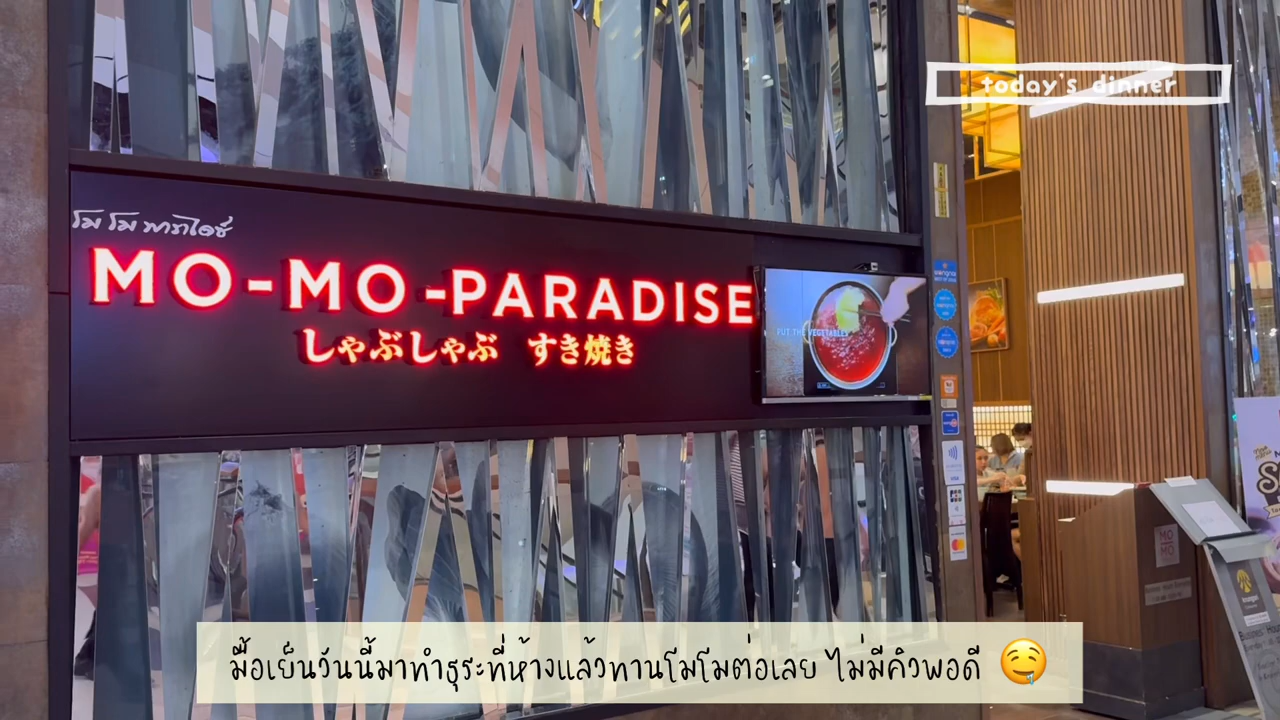 today's dinner
โม โม พาราไดซ์
MO-MO-PARADISE
しゃぶしゃぶ すき焼き
PUT THE VEGETABLES
MO
MO
มื้อเย็นวันนี้มาทำธุระที่ห้างแล้วทานโมโมต่อเลย ไม่มีคิวพอดี 🤤